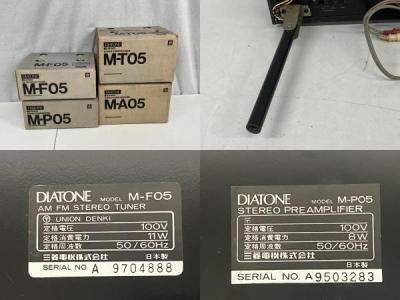 DIATONE
M-T05
DIATONE
M-F05
DIATONE
M-A05
DIATONE
M-P05
DIATONE MODEL M-F05
AM FM STEREO TUNER
UNION DENKI
定格電圧 100V
定格消費電力 11W
定格周波数 50/60Hz
三菱電機株式会社 日本製
SERIAL NO. A 9704888
DIATONE MODEL M-P05
STEREO PREAMPLIFIER
定格電圧 100V
定格消費電力 8W
定格周波数 50/60Hz
三菱電機株式会社 日本製
SERIAL NO. A9503283